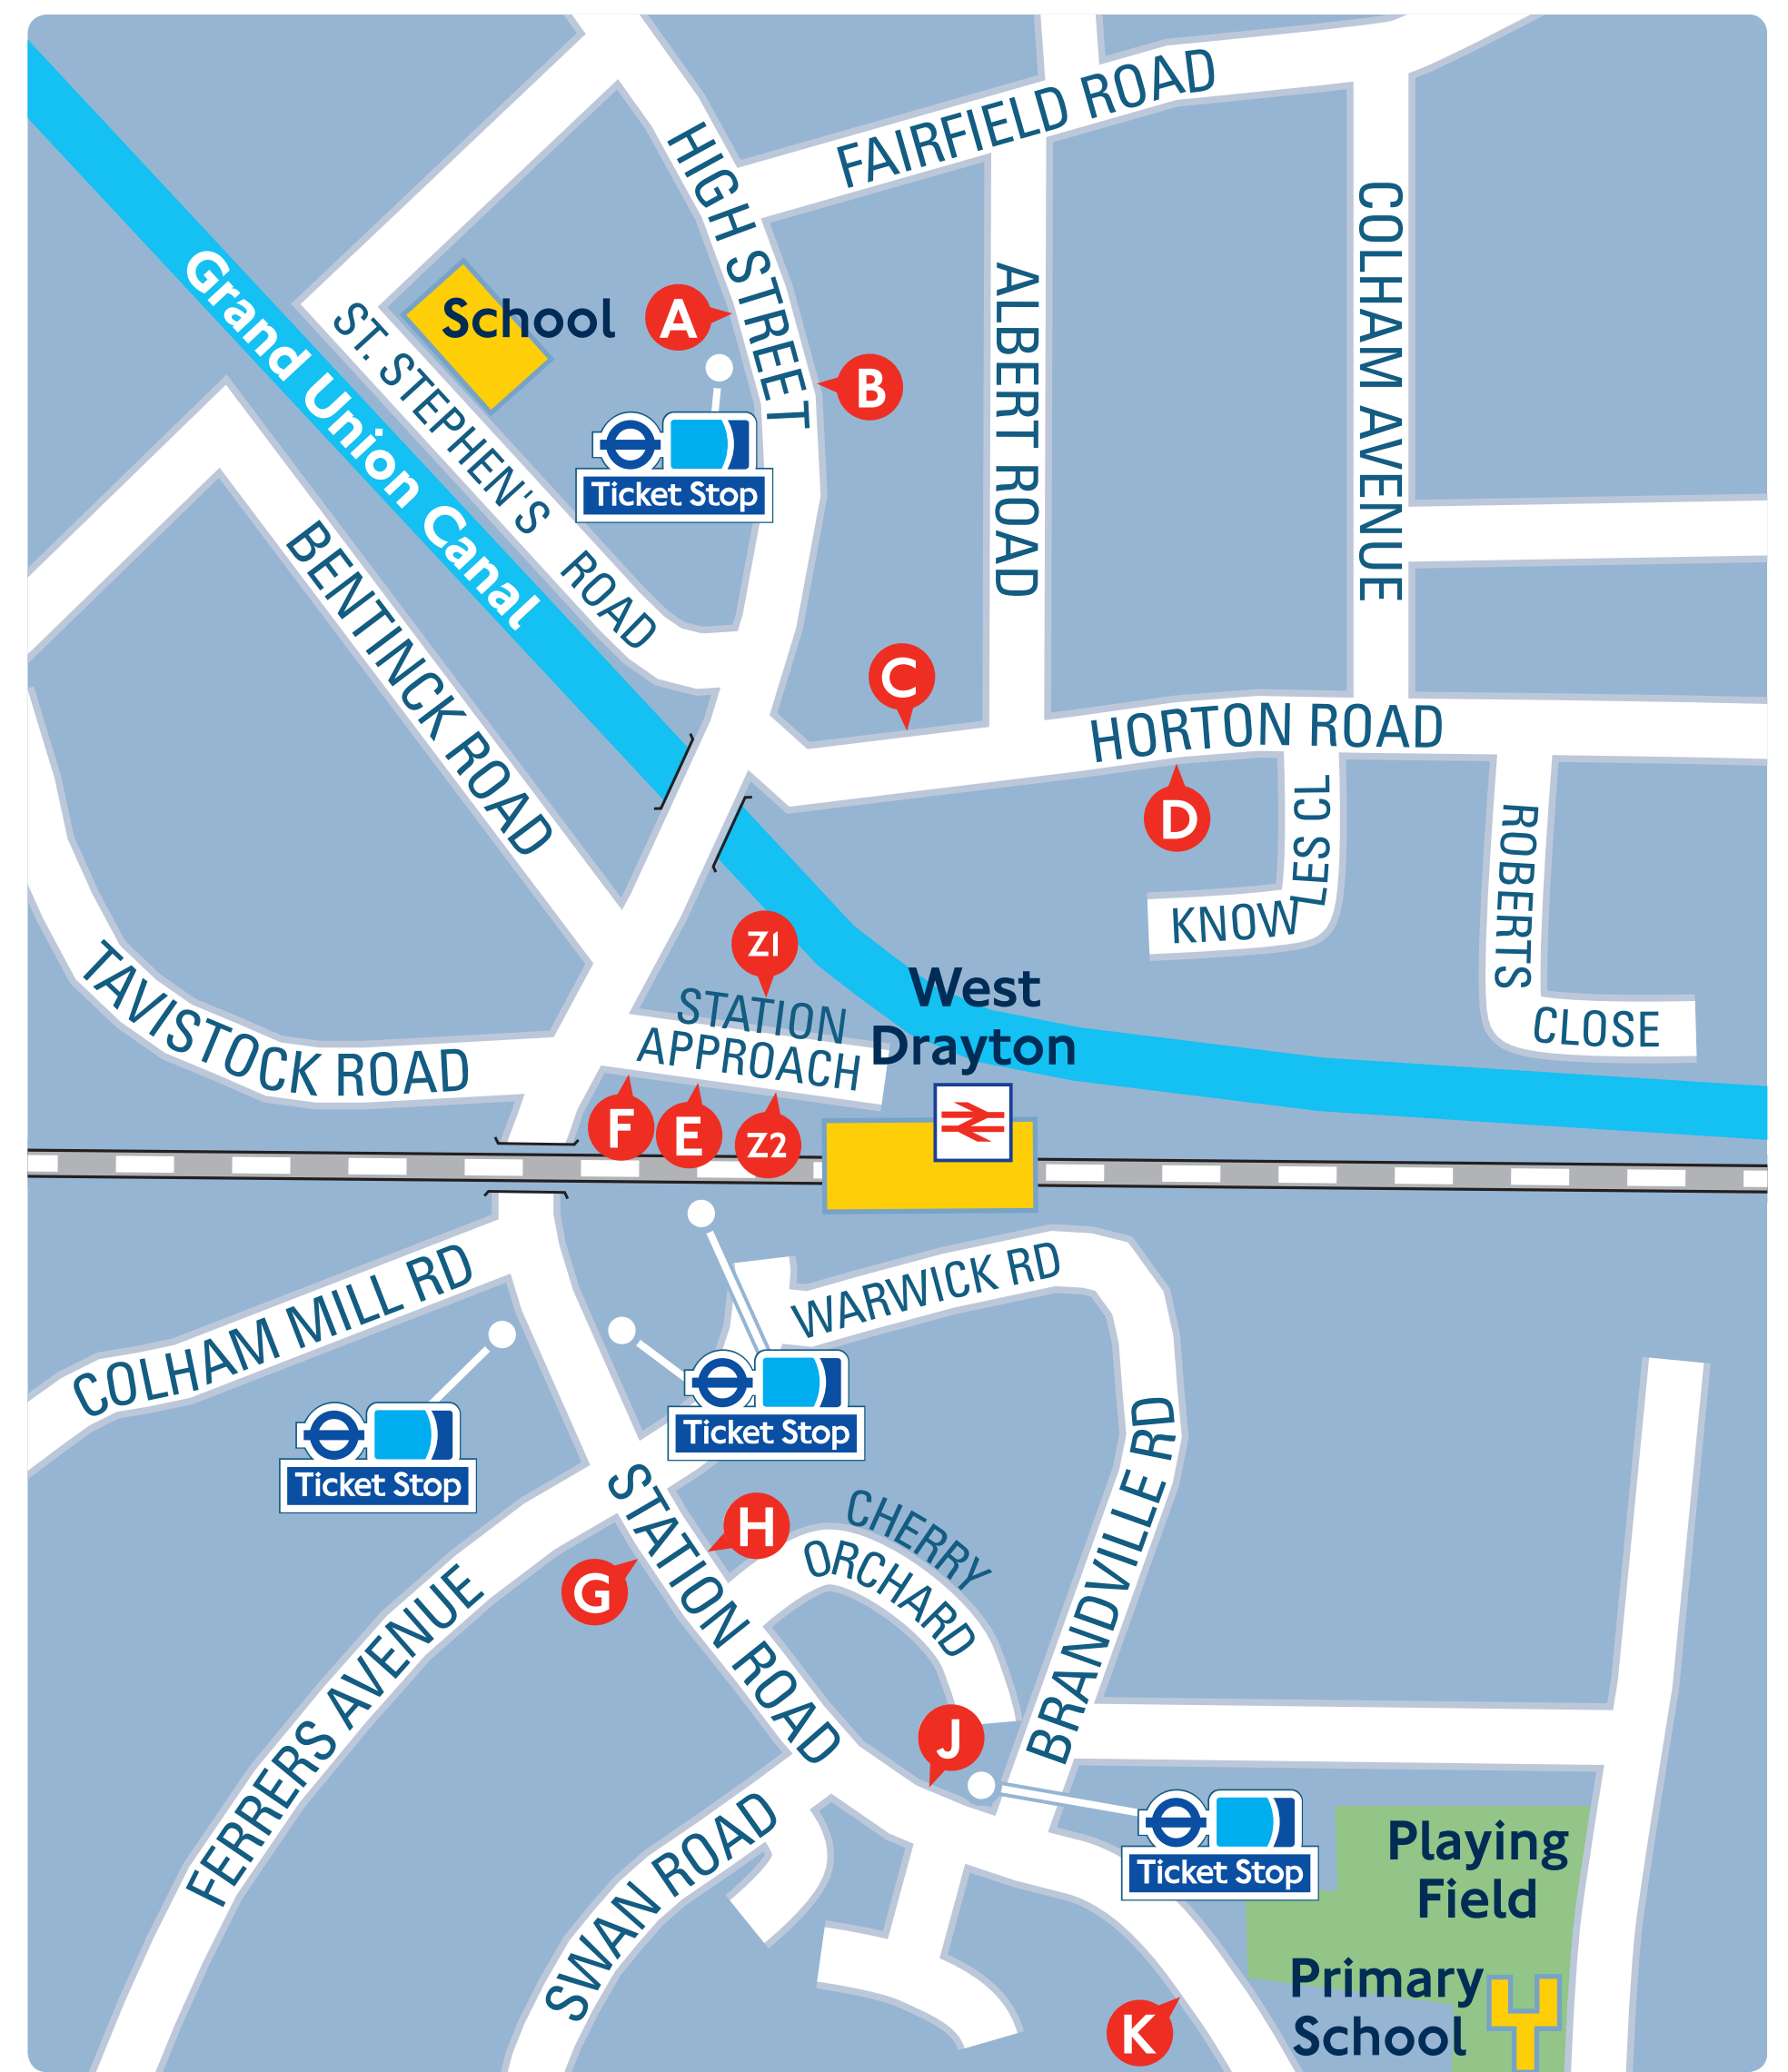 FAIRFIELD ROAD
HIGH STREET
COLHAM AVENUE
Grand Union Canal
School
A
ALBERT ROAD
ST. STEPHEN'S ROAD
B
Ticket Stop
BENTINCK ROAD
C
HORTON ROAD
D
KNOWLES CL
ROBERTS
CLOSE
Z1
West
Drayton
STATION
APPROACH
TAVISTOCK ROAD
F
E
Z2
COLHAM MILL RD
WARWICK RD
Ticket Stop
Ticket Stop
BRANDVILLE RD
STATION ROAD
H
CHERRY
ORCHARD
G
FERRERS AVENUE
J
SWAN ROAD
Ticket Stop
Playing
Field
Primary
School
K